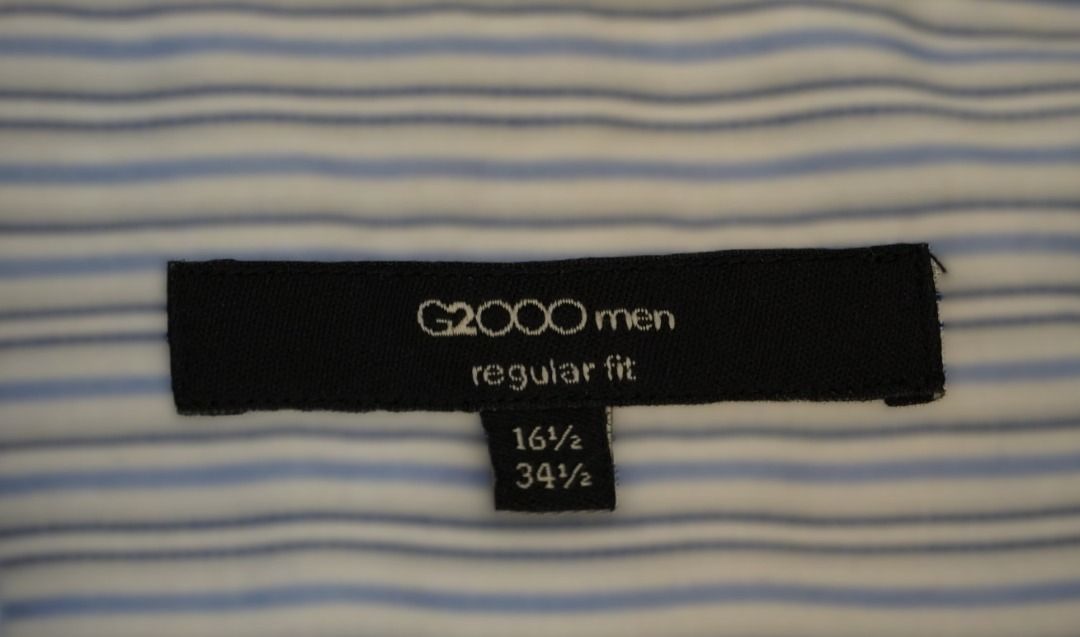 G2000 men
regular fit
16½
34½